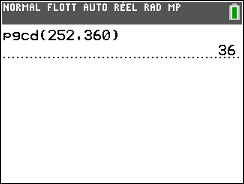 NORMAL FLOTT AUTO RÉEL RAD MP
pgcd(252,360)
36